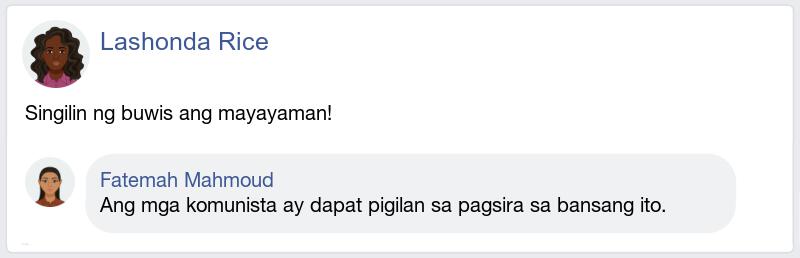 Lashonda Rice
Singilin ng buwis ang mayayaman!
Fatemah Mahmoud
Ang mga komunista ay dapat pigilan sa pagsira sa bansang ito.